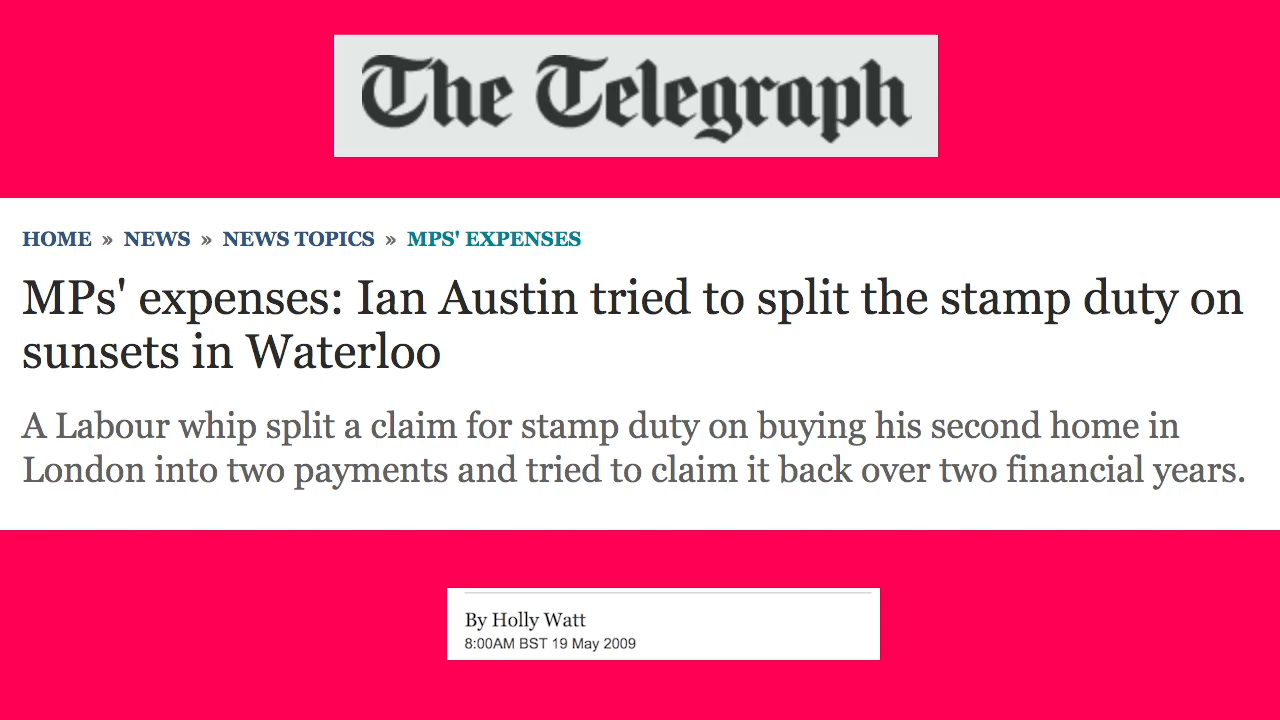 The Telegraph
HOME » NEWS » NEWS TOPICS » MPS' EXPENSES
MPs' expenses: Ian Austin tried to split the stamp duty on
sunsets in Waterloo
A Labour whip split a claim for stamp duty on buying his second home in
London into two payments and tried to claim it back over two financial years.
By Holly Watt
8:00AM BST 19 May 2009